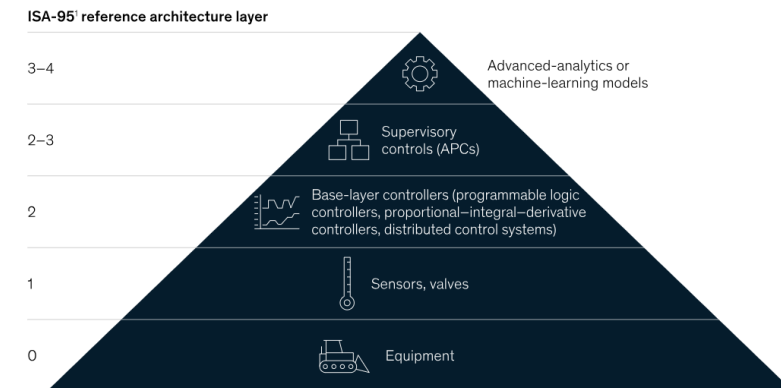 ISA-95¹ reference architecture layer
3–4
Advanced-analytics or
machine-learning models
2–3
Supervisory
controls (APCs)
2
Base-layer controllers (programmable logic
controllers, proportional–integral–derivative
controllers, distributed control systems)
1
Sensors, valves
0
Equipment